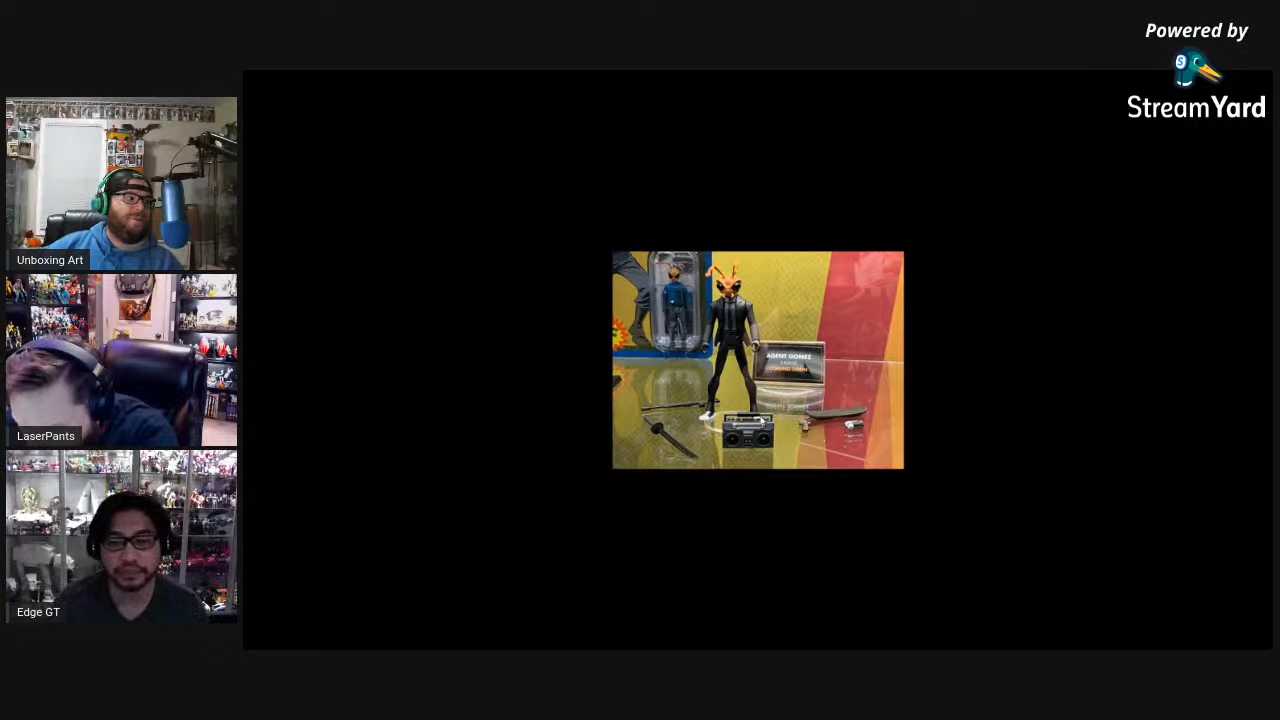 Powered by
StreamYard
Unboxing Art
LaserPants
Edge GT
AGENT GOMEZ
COMING SOON